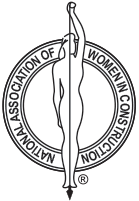 NATIONAL ASSOCIATION OF
WOMEN IN CONSTRUCTION
®